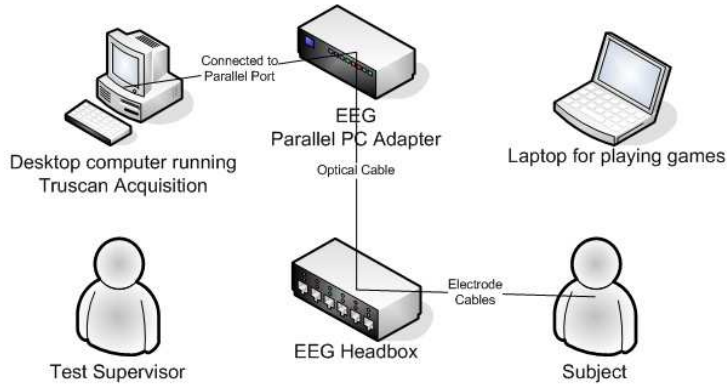 Connected to
Parallel Port
EEG
Parallel PC Adapter
Desktop computer running
Truscan Acquisition
Laptop for playing games
Optical Cable
Electrode
Cables
EEG Headbox
Test Supervisor
Subject